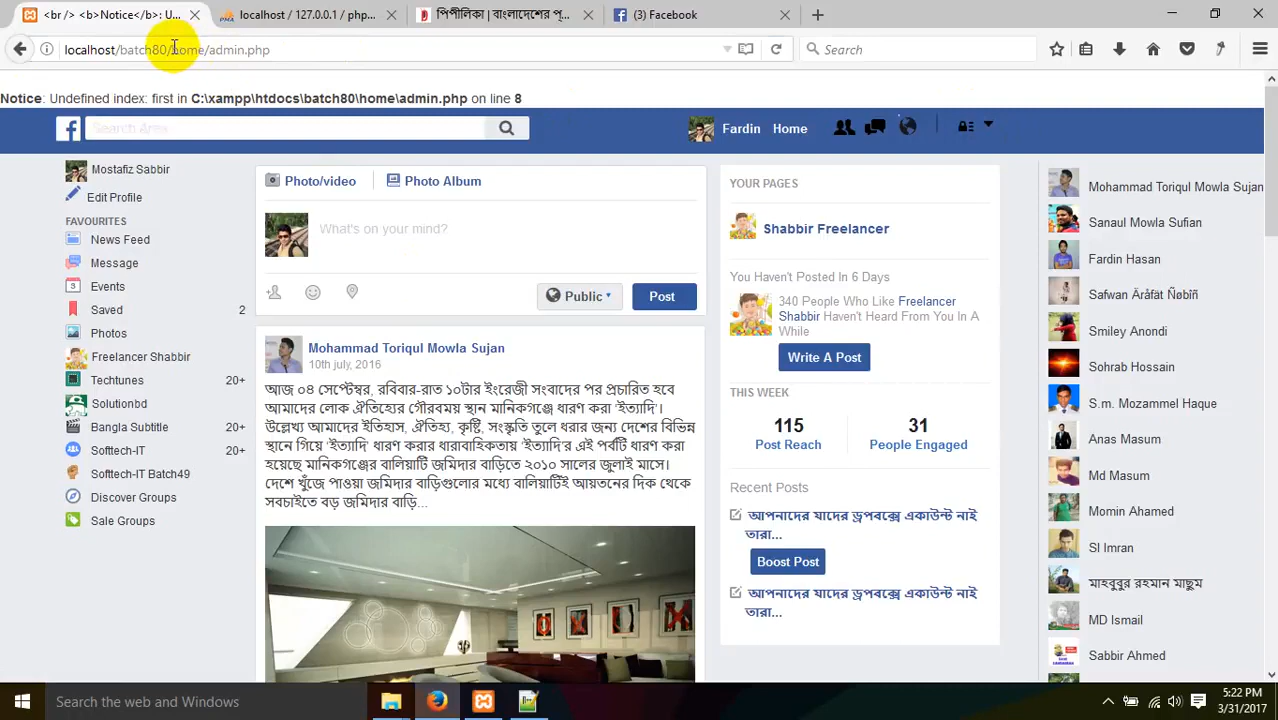 <br /> <b>Notice</b>: U...
localhost / 127.0.0.1 / php...
পিপীলিকা | বাংলাদেশের প্...
(3) Facebook
localhost/batch80/home/admin.php
Search
Notice: Undefined index: first in C:\xampp\htdocs\batch80\home\admin.php on line 8
Search Area
Fardin Home
Mostafiz Sabbir
Edit Profile
FAVOURITES
News Feed
Message
Events
Saved 2
Photos
Freelancer Shabbir
Techtunes 20+
Solutionbd
Bangla Studio 20+
Softech-IT 20+
Softech-IT Batch49
Discover Groups
Sale Groups
Photo/video
Photo Album
What's on your mind?
Public
Post
Mohammad Toriqul Mowla Sujan
10th july, 2016
আজ ০৪ সেপ্টেম্বর, রবিবার-রাত ১০টার ইংরেজী সংবাদের পর প্রচারিত হবে
আমাদের লোক ঐতিহ্যের গৌরবময় স্থান মানিকগঞ্জে ধারণ করা ‘ইত্যাদি’।
উল্লেখ্য আমাদের ইতিহাস, ঐতিহ্য, কৃষ্টি, সংস্কৃতি তুলে ধরার জন্য দেশের বিভিন্ন
স্থানে গিয়ে ‘ইত্যাদি’ ধারণ করার ধারাবাহিকতায় ‘ইত্যাদি’র এই পর্বটি ধারণ করা
হয়েছে মানিকগঞ্জের বালিয়াটি জমিদার বাড়িতে ২০১০ সালের জুলাই মাসে।
দেশে খুঁজে পাওয়া জমিদার বাড়িগুলোর মধ্যে বালিয়াটিই আয়তনের দিক থেকে
সবচাইতে বড় জমিদার বাড়ি...
YOUR PAGES
Shabbir Freelancer
You Haven't Posted In 6 Days
340 People Who Like Freelancer
Shabbir Haven't Heard From You In A
While
Write A Post
THIS WEEK
115 31
Post Reach People Engaged
Recent Posts
আপনাদের যাদের ড্রপবক্সে একাউন্ট নাই
তারা...
Boost Post
আপনাদের যাদের ড্রপবক্সে একাউন্ট নাই
তারা...
Mohammad Toriqul Mowla Sujan
Sanaul Mowla Sufian
Fardin Hasan
Safwan Ãrâfät Ñøbîñ
Smiley Anondi
Sohrab Hossain
S.m. Mozammel Haque
Anas Masum
Md Masum
Momin Ahamed
SI Imran
মাহবুবুর রহমান মাছুম
MD Ismail
Sabbir Ahmed
Search the web and Windows
5:22 PM
3/31/2017